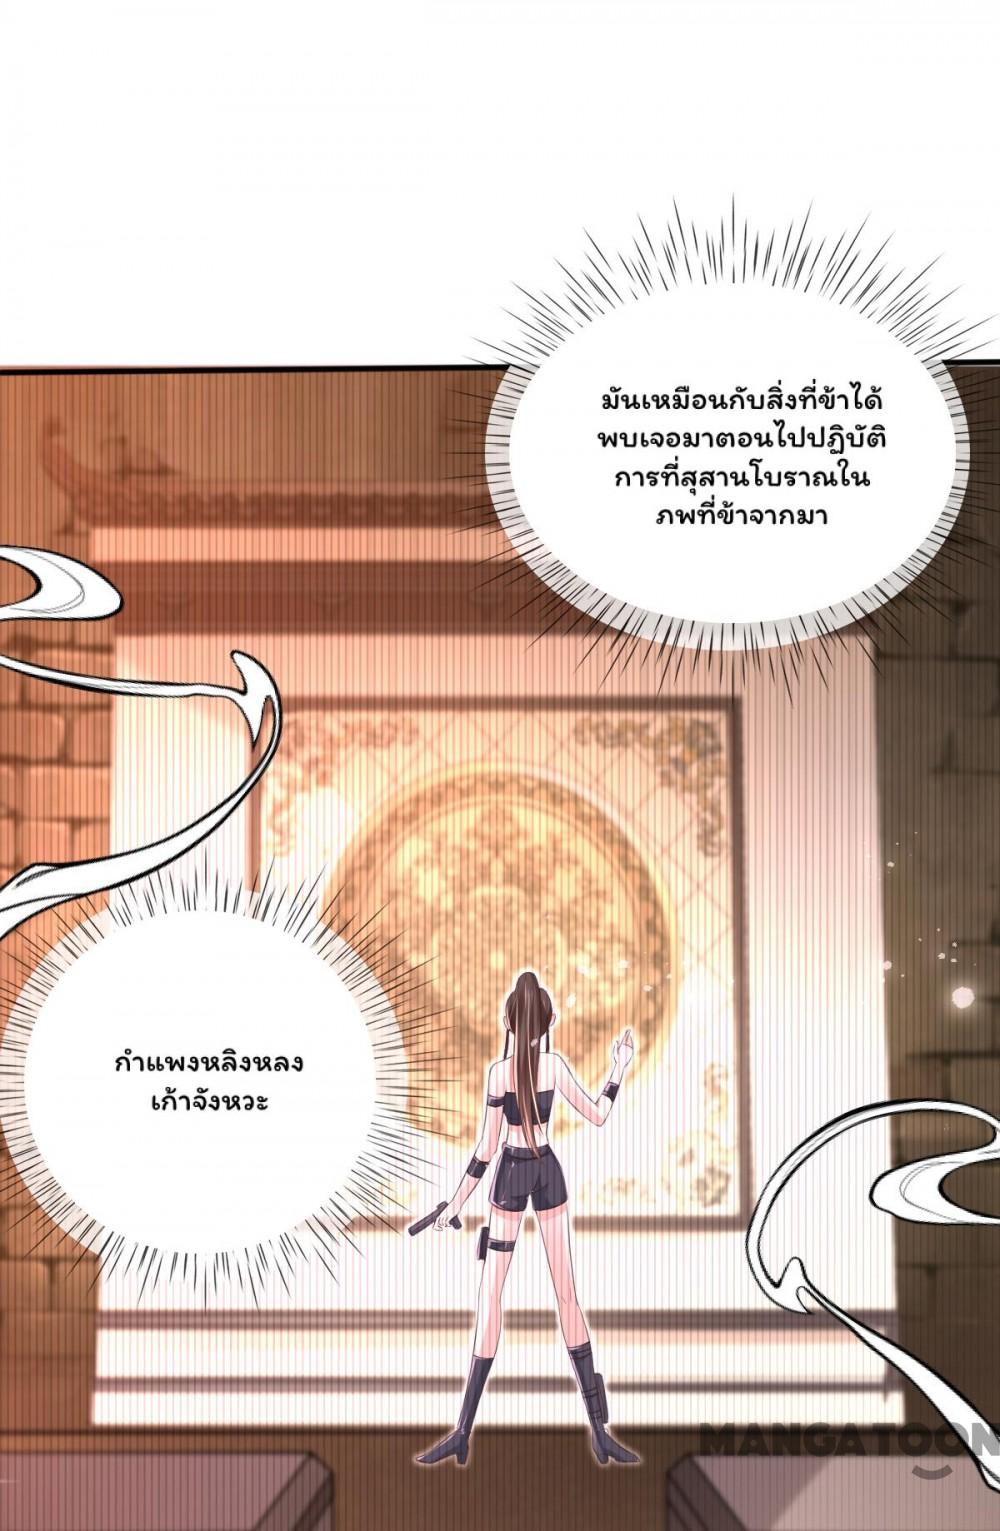 มันเหมือนกับสิ่งที่ข้าได้
พบเจอมาตอนไปปฏิบัติ
การที่สุสานโบราณใน
ภพที่ข้าจากมา
กำแพงหลิงหลง
เก้าจังหวะ
MANGATOON